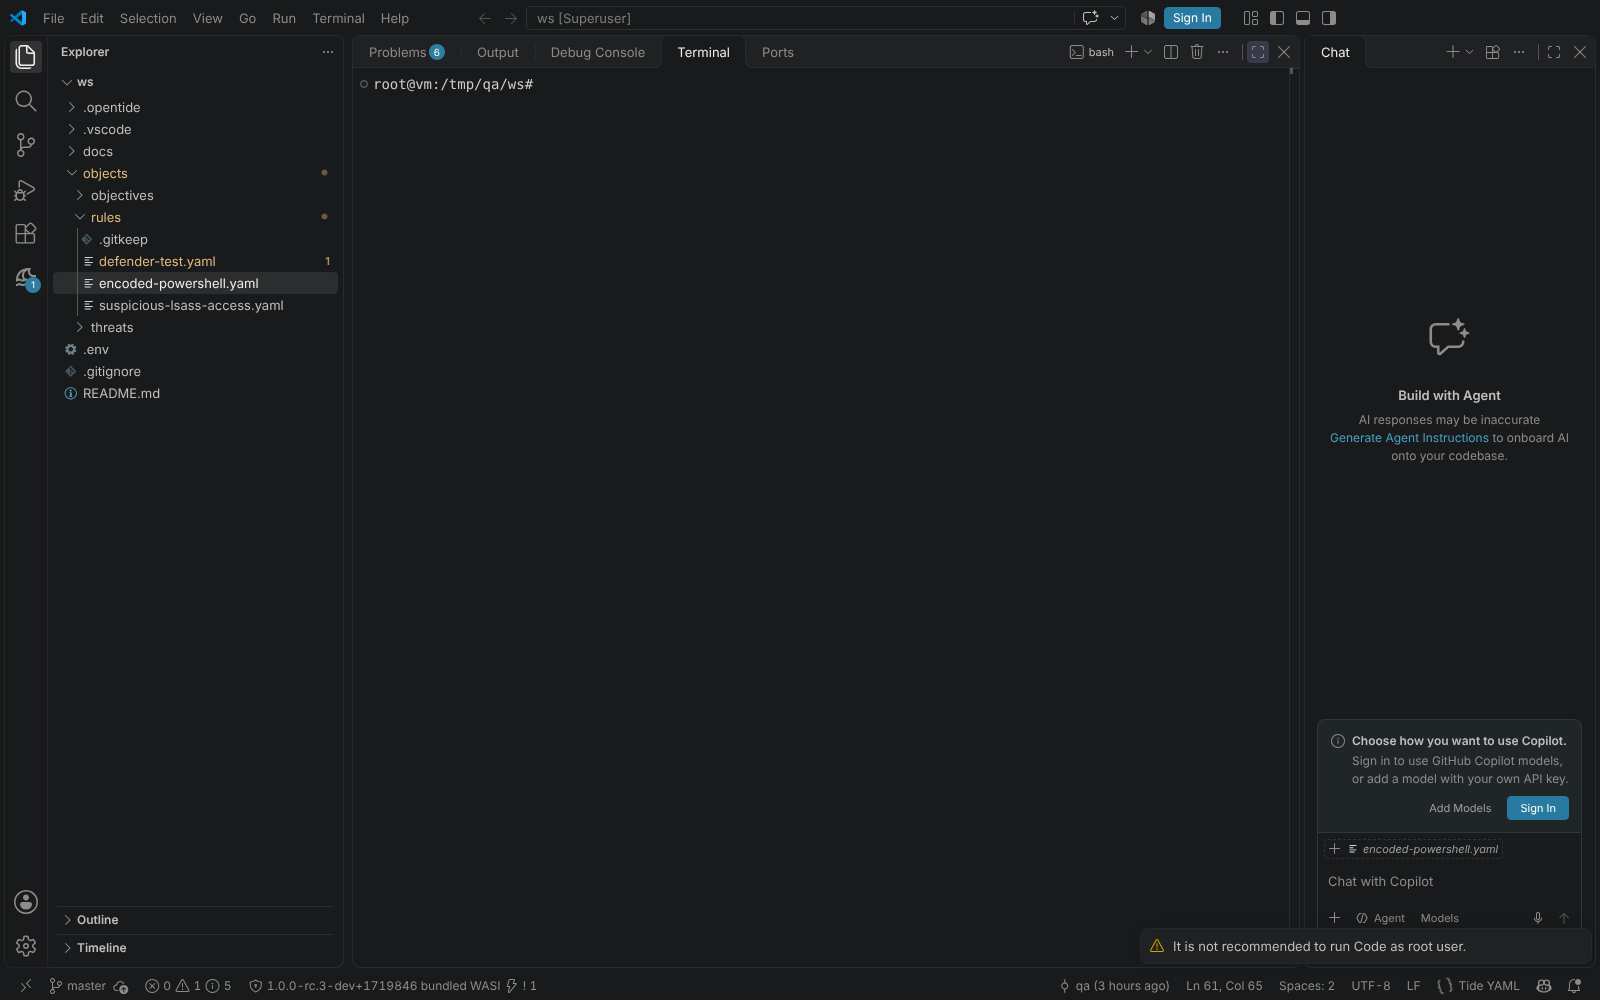 File Edit Selection View Go Run Terminal Help
ws [Superuser]
Sign In
Explorer
ws
.opentide
.vscode
docs
objects
objectives
rules
.gitkeep
defender-test.yaml 1
encoded-powershell.yaml
suspicious-lsass-access.yaml
threats
.env
.gitignore
README.md
1
Outline
Timeline
Problems 6 Output Debug Console Terminal Ports
bash
root@vm:/tmp/qa/ws#
Chat
Build with Agent
AI responses may be inaccurate
Generate Agent Instructions to onboard AI
onto your codebase.
Choose how you want to use Copilot.
Sign in to use GitHub Copilot models,
or add a model with your own API key.
Add Models Sign In
encoded-powershell.yaml
Chat with Copilot
Agent Models
It is not recommended to run Code as root user.
master 0 1 5 1.0.0-rc.3-dev+1719846 bundled WASI ! 1
qa (3 hours ago) Ln 61, Col 65 Spaces: 2 UTF-8 LF Tide YAML